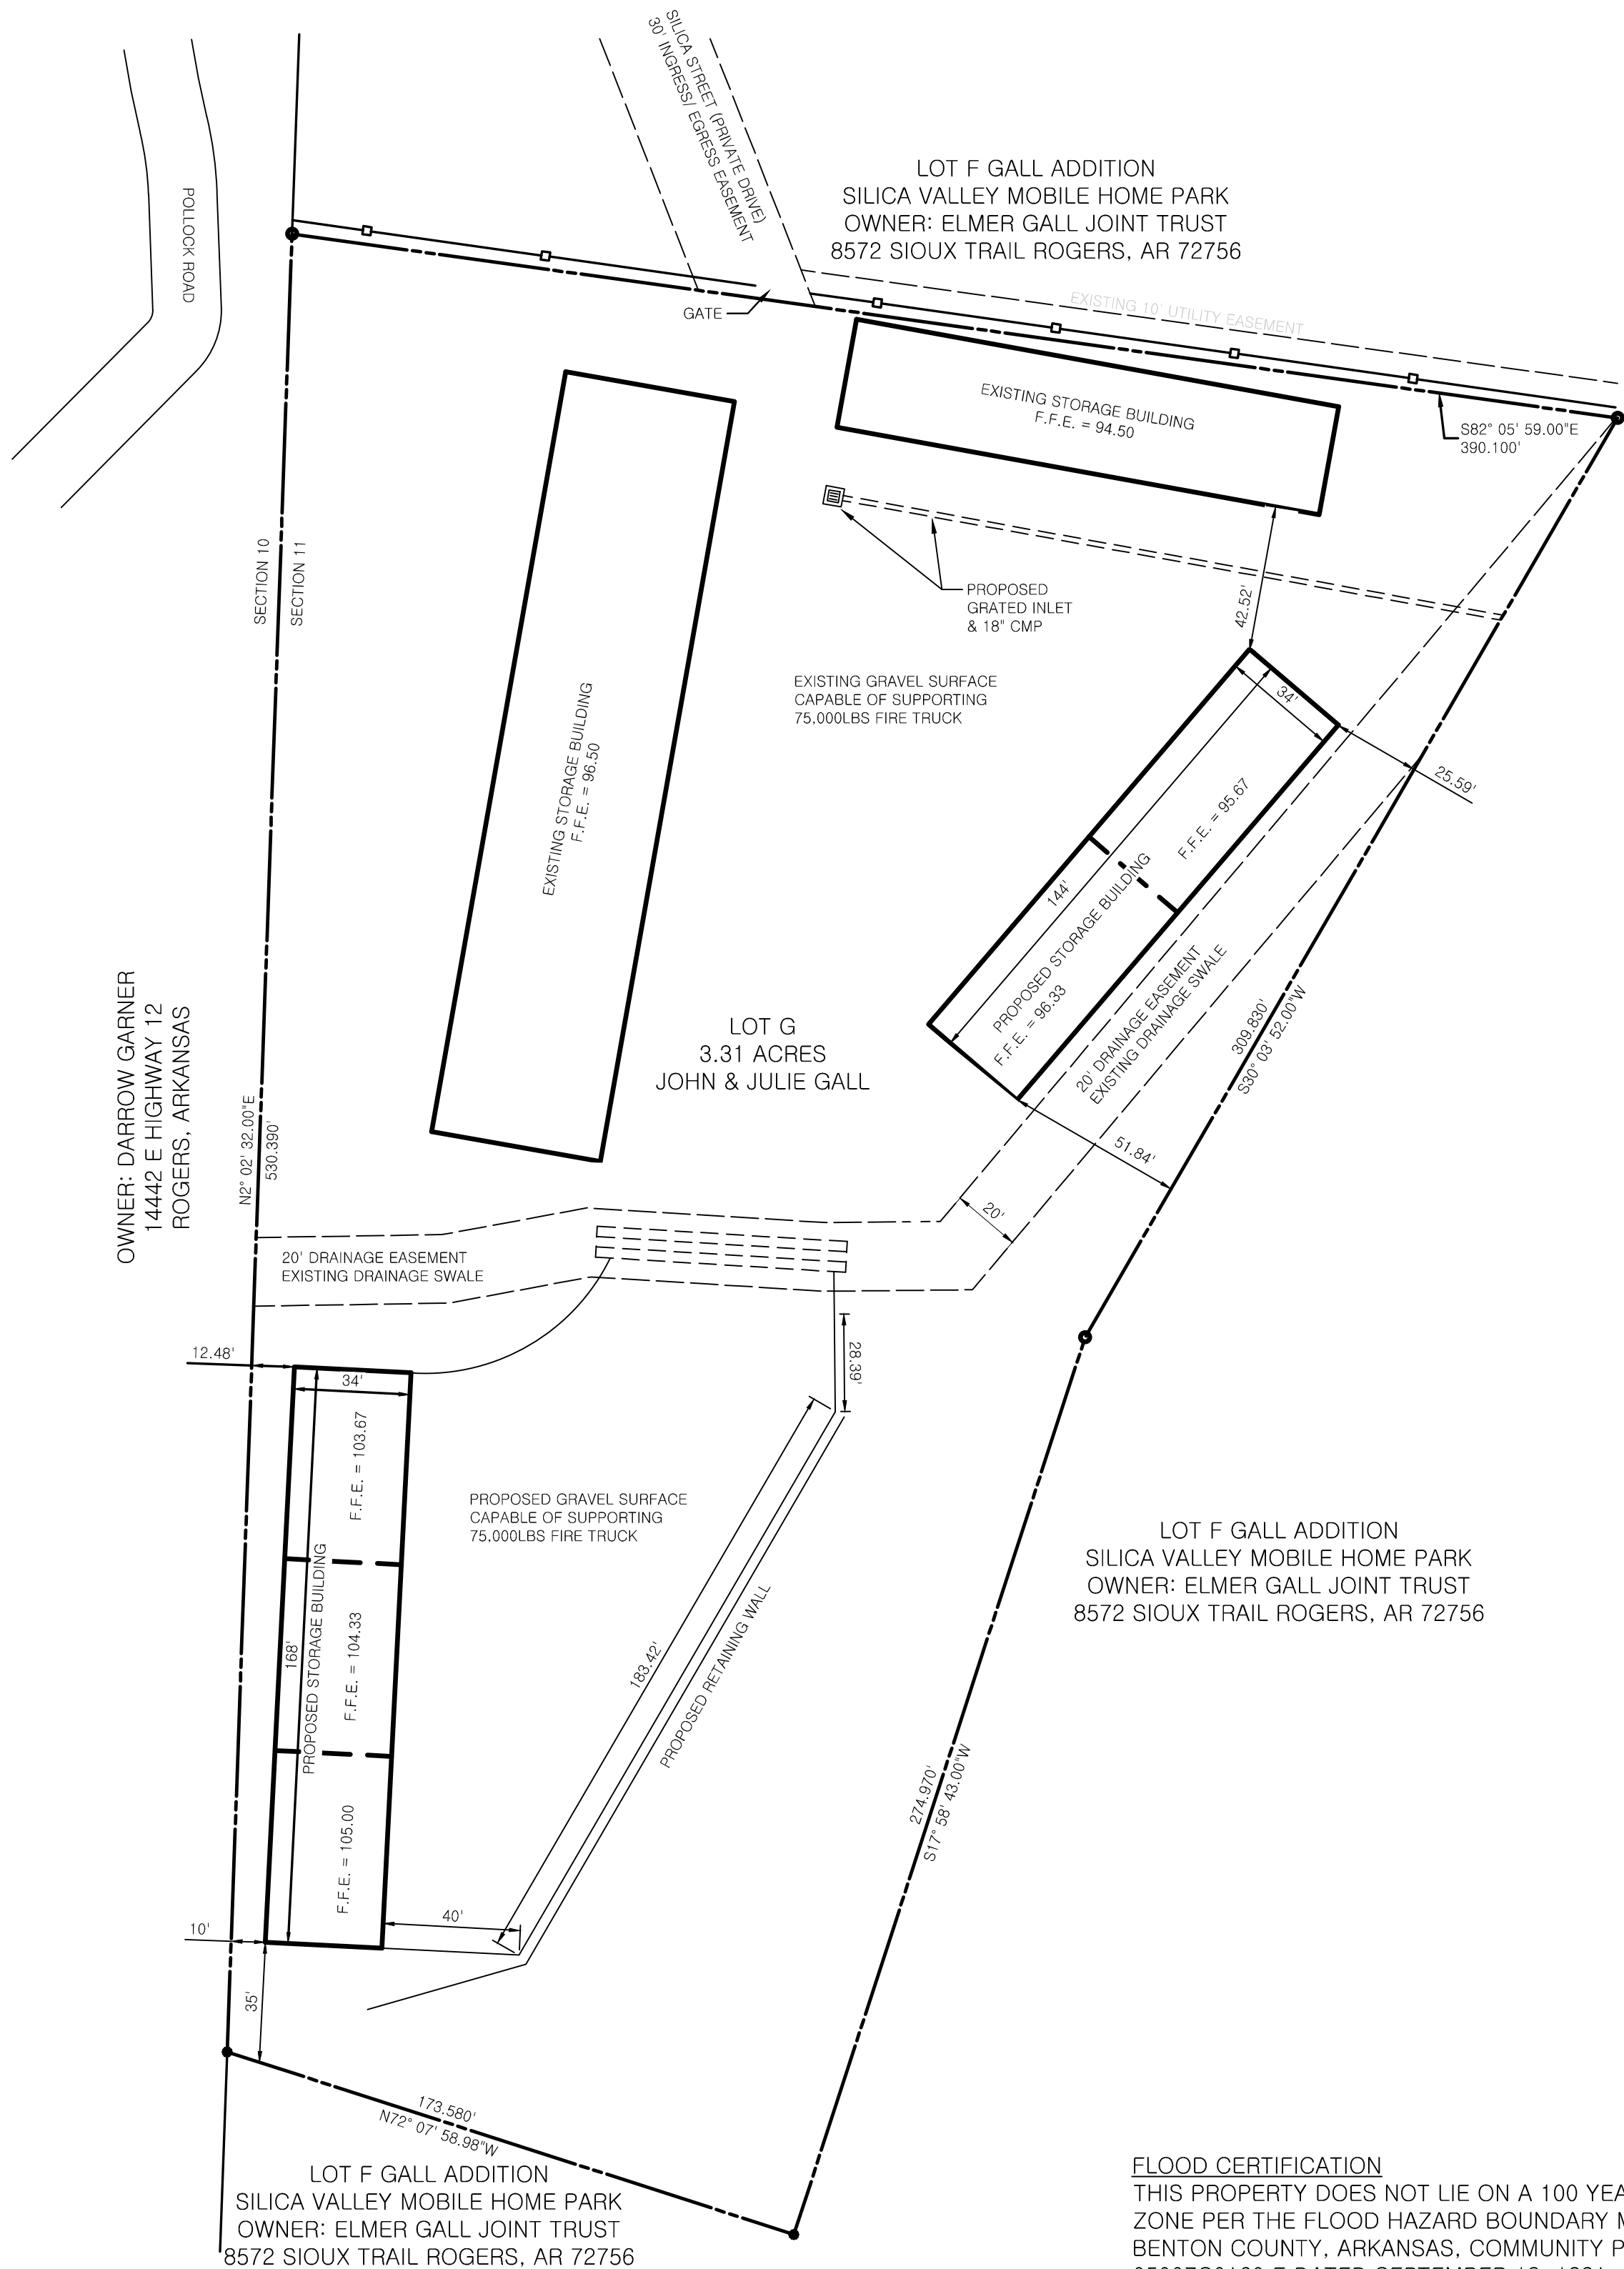 SILICA STREET (PRIVATE DRIVE)
30' INGRESS/ EGRESS EASEMENT
POLLOCK ROAD
LOT F GALL ADDITION
SILICA VALLEY MOBILE HOME PARK
OWNER: ELMER GALL JOINT TRUST
8572 SIOUX TRAIL ROGERS, AR 72756
EXISTING 10' UTILITY EASEMENT
GATE
EXISTING STORAGE BUILDING
F.F.E. = 94.50
S82° 05' 59.00"E
390.100'
SECTION 10
SECTION 11
PROPOSED
GRATED INLET
& 18" CMP
42.52'
EXISTING GRAVEL SURFACE
CAPABLE OF SUPPORTING
75,000LBS FIRE TRUCK
EXISTING STORAGE BUILDING
F.F.E. = 96.50
34'
25.59'
F.F.E. = 95.67
144'
PROPOSED STORAGE BUILDING
F.F.E. = 96.33
20' DRAINAGE EASEMENT
EXISTING DRAINAGE SWALE
309.830'
S30° 03' 52.00"W
OWNER: DARROW GARNER
14442 E HIGHWAY 12
ROGERS, ARKANSAS
LOT G
3.31 ACRES
JOHN & JULIE GALL
N2° 02' 32.00"E
530.390'
51.84'
20'
20' DRAINAGE EASEMENT
EXISTING DRAINAGE SWALE
12.48'
34'
28.39'
F.F.E. = 103.67
PROPOSED GRAVEL SURFACE
CAPABLE OF SUPPORTING
75,000LBS FIRE TRUCK
168'
PROPOSED STORAGE BUILDING
F.F.E. = 104.33
183.42'
PROPOSED RETAINING WALL
LOT F GALL ADDITION
SILICA VALLEY MOBILE HOME PARK
OWNER: ELMER GALL JOINT TRUST
8572 SIOUX TRAIL ROGERS, AR 72756
274.970'
S17° 58' 43.00"W
F.F.E. = 105.00
40'
10'
35'
173.580'
N72° 07' 58.98"W
LOT F GALL ADDITION
SILICA VALLEY MOBILE HOME PARK
OWNER: ELMER GALL JOINT TRUST
8572 SIOUX TRAIL ROGERS, AR 72756
FLOOD CERTIFICATION
THIS PROPERTY DOES NOT LIE ON A 100 YEA
ZONE PER THE FLOOD HAZARD BOUNDARY
BENTON COUNTY, ARKANSAS, COMMUNITY P